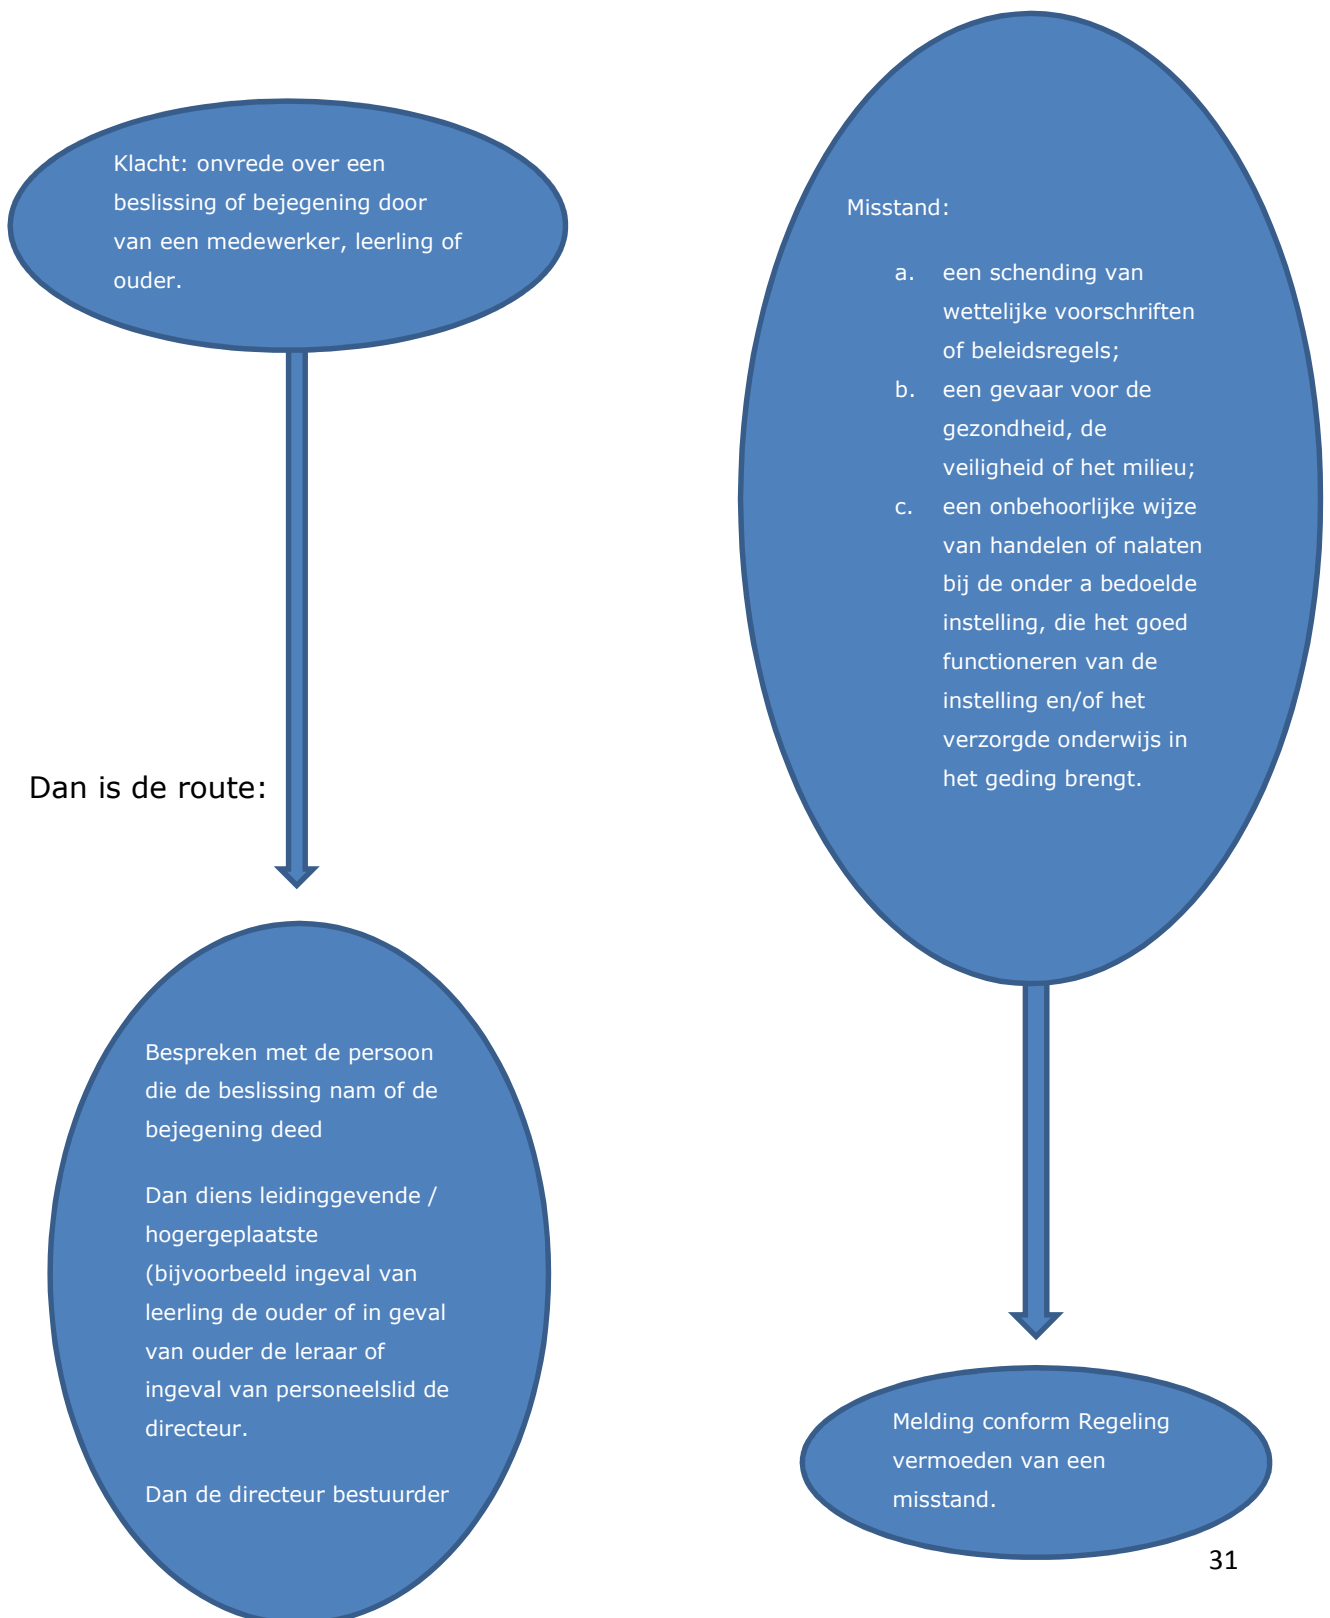 Klacht: onvrede over een
beslissing of bejegening door
van een medewerker, leerling of
ouder.
Dan is de route:
Bespreken met de persoon
die de beslissing nam of de
bejegening deed
Dan diens leidinggevende /
hogergeplaatste
(bijvoorbeeld ingeval van
leerling de ouder of in geval
van ouder de leraar of
ingeval van personeelslid de
directeur.
Dan de directeur bestuurder
Misstand:
a. een schending van
wettelijke voorschriften
of beleidsregels;
b. een gevaar voor de
gezondheid, de
veiligheid of het milieu;
c. een onbehoorlijke wijze
van handelen of nalaten
bij de onder a bedoelde
instelling, die het goed
functioneren van de
instelling en/of het
verzorgde onderwijs in
het geding brengt.
Melding conform Regeling
vermoeden van een
misstand.
31